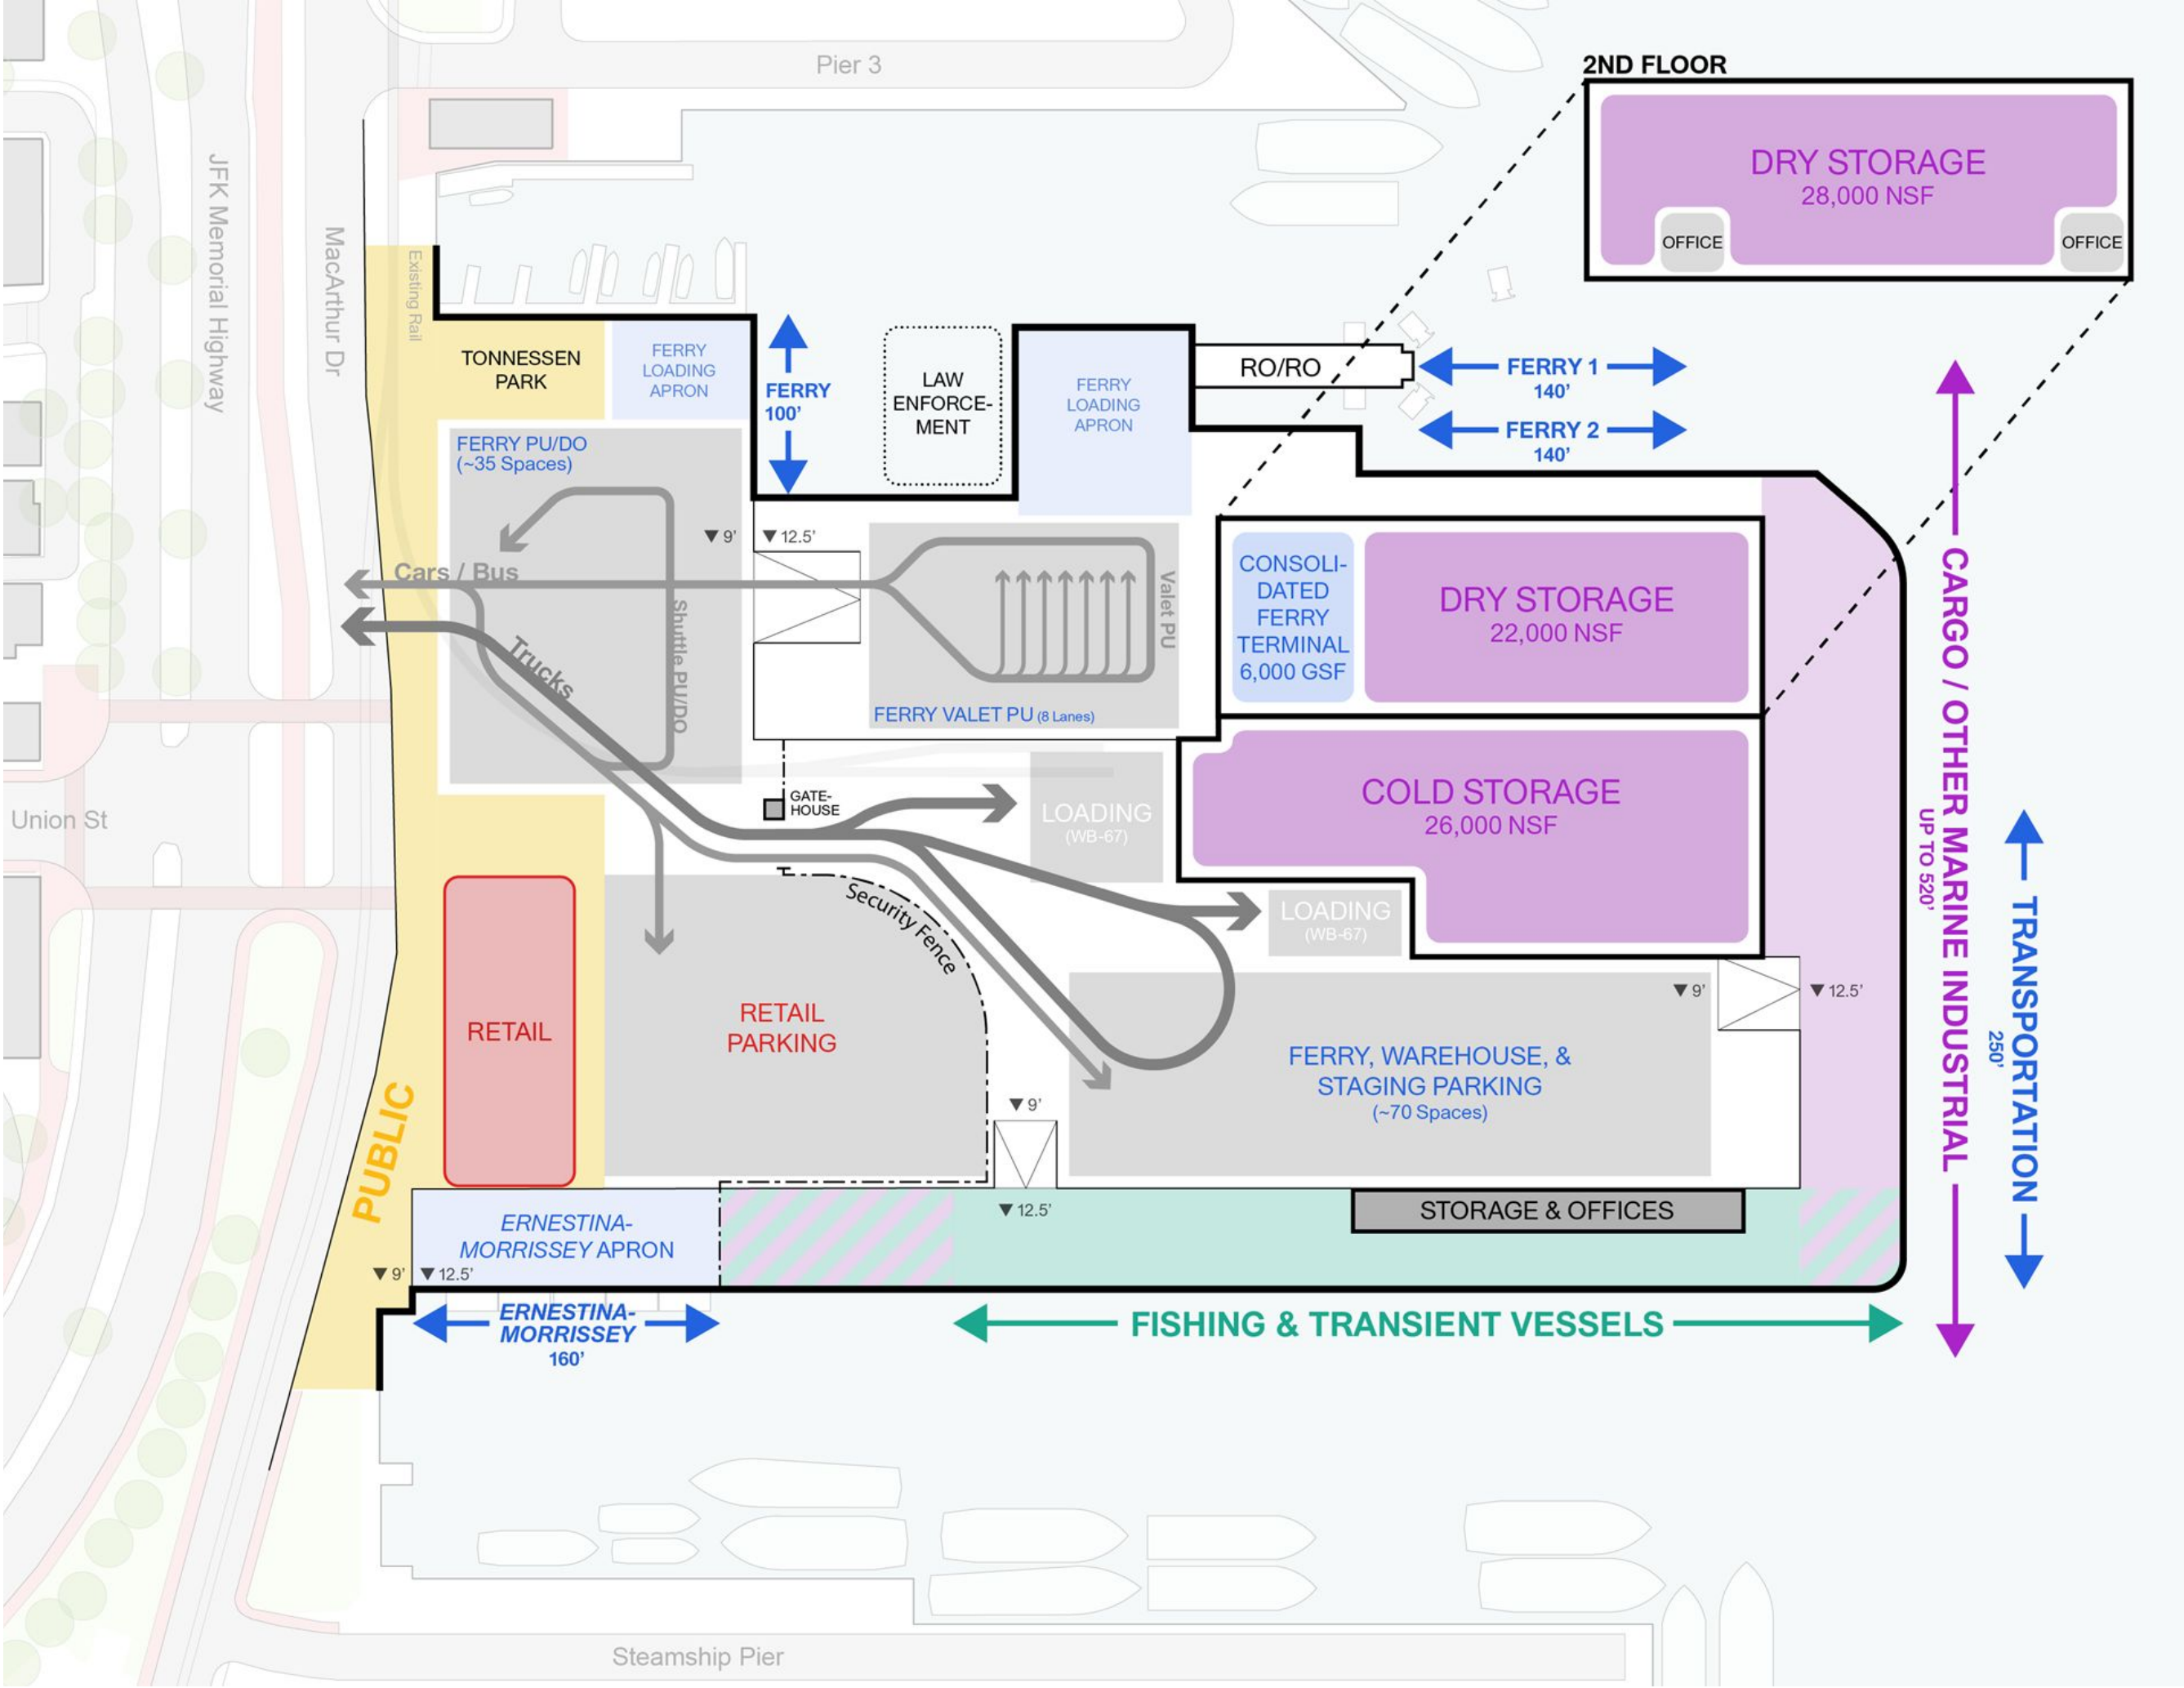 Pier 3
2ND FLOOR
DRY STORAGE
28,000 NSF
OFFICE
OFFICE
JFK Memorial Highway
MacArthur Dr
Existing Rail
TONNESSEN
PARK
FERRY
LOADING
APRON
FERRY
100'
LAW
ENFORCE-
MENT
FERRY
LOADING
APRON
RO/RO
FERRY 1
140'
FERRY 2
140'
FERRY PU/DO
(~35 Spaces)
▼ 9'
▼ 12.5'
Cars / Bus
Trucks
Shuttle PU/DO
Valet PU
FERRY VALET PU (8 Lanes)
CONSOLI-
DATED
FERRY
TERMINAL
6,000 GSF
DRY STORAGE
22,000 NSF
COLD STORAGE
26,000 NSF
CARGO / OTHER MARINE INDUSTRIAL
UP TO 520'
TRANSPORTATION
250'
Union St
GATE-
HOUSE
LOADING
(WB-67)
LOADING
(WB-67)
Security Fence
RETAIL
RETAIL
PARKING
▼ 9'
▼ 12.5'
FERRY, WAREHOUSE, &
STAGING PARKING
(~70 Spaces)
▼ 9'
▼ 12.5'
PUBLIC
STORAGE & OFFICES
ERNESTINA-
MORRISSEY APRON
▼ 9'
▼ 12.5'
ERNESTINA-
MORRISSEY
160'
FISHING & TRANSIENT VESSELS
Steamship Pier